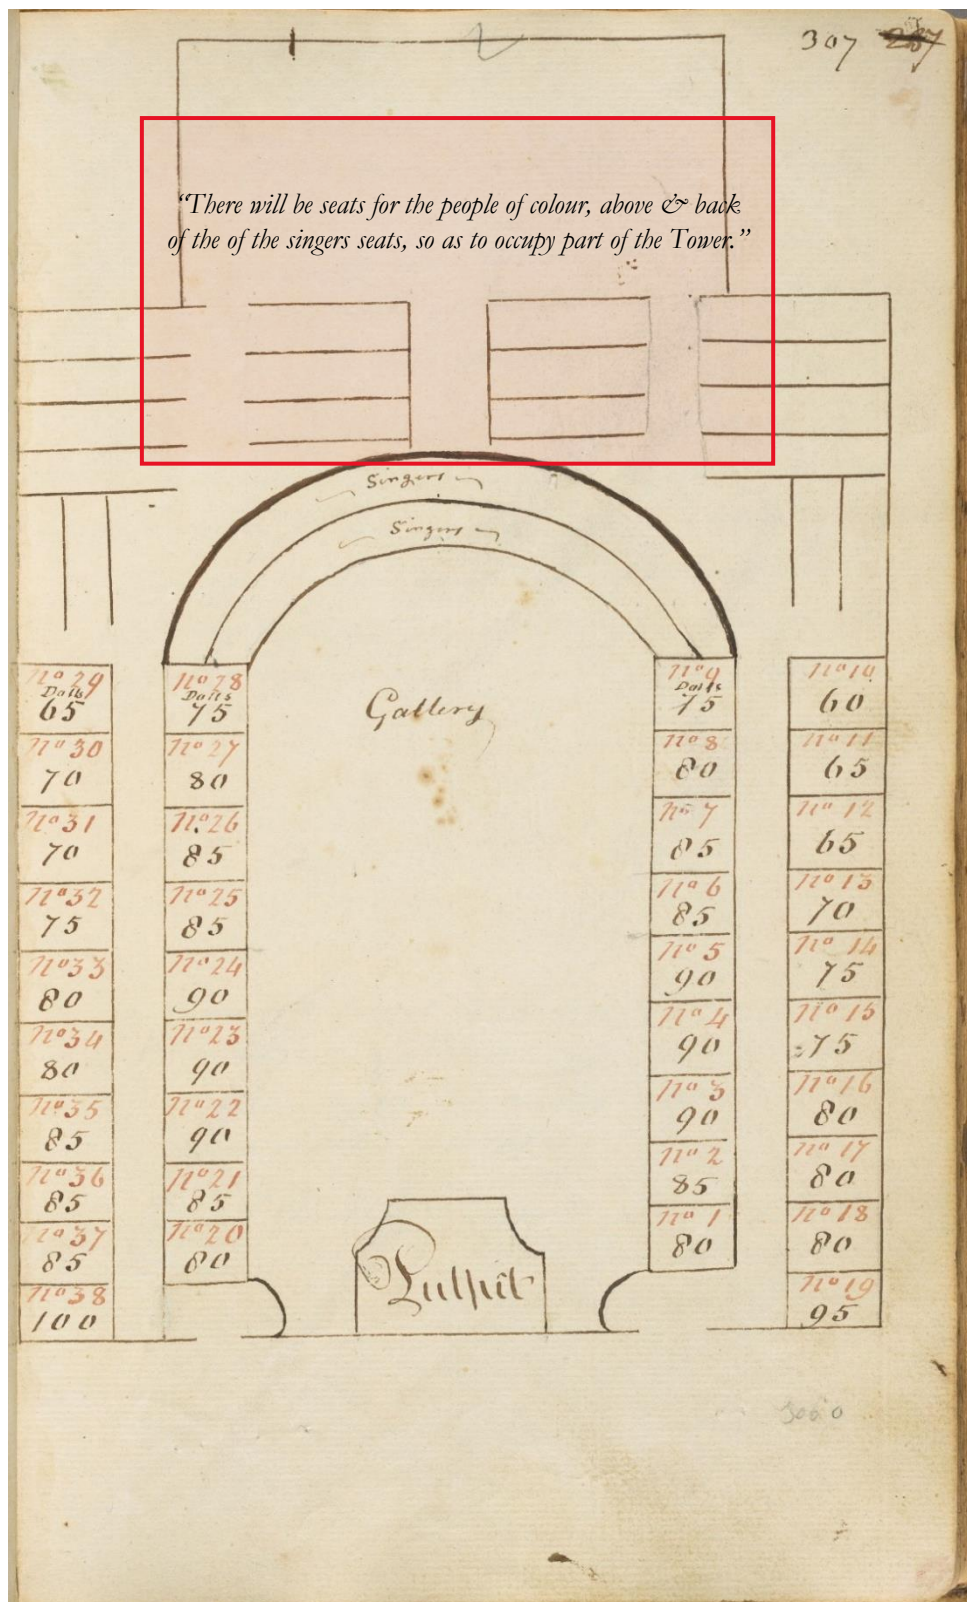 307 287
“There will be seats for the people of colour, above & back
of the of the singers seats, so as to occupy part of the Tower.”
Singers
Singers
Gallery
no 29
Dolls
65
no 30
70
no 31
70
no 32
75
no 33
80
no 34
80
no 35
85
no 36
85
no 37
85
no 38
100
no 28
Dolls
75
no 27
80
no 26
85
no 25
85
no 24
90
no 23
90
no 22
90
no 21
85
no 20
80
no 9
Dolls
75
no 8
80
no 7
85
no 6
85
no 5
90
no 4
90
no 3
90
no 2
85
no 1
80
no 10
60
no 11
65
no 12
65
no 13
70
no 14
75
no 15
75
no 16
80
no 17
80
no 18
80
no 19
95
Pulpit